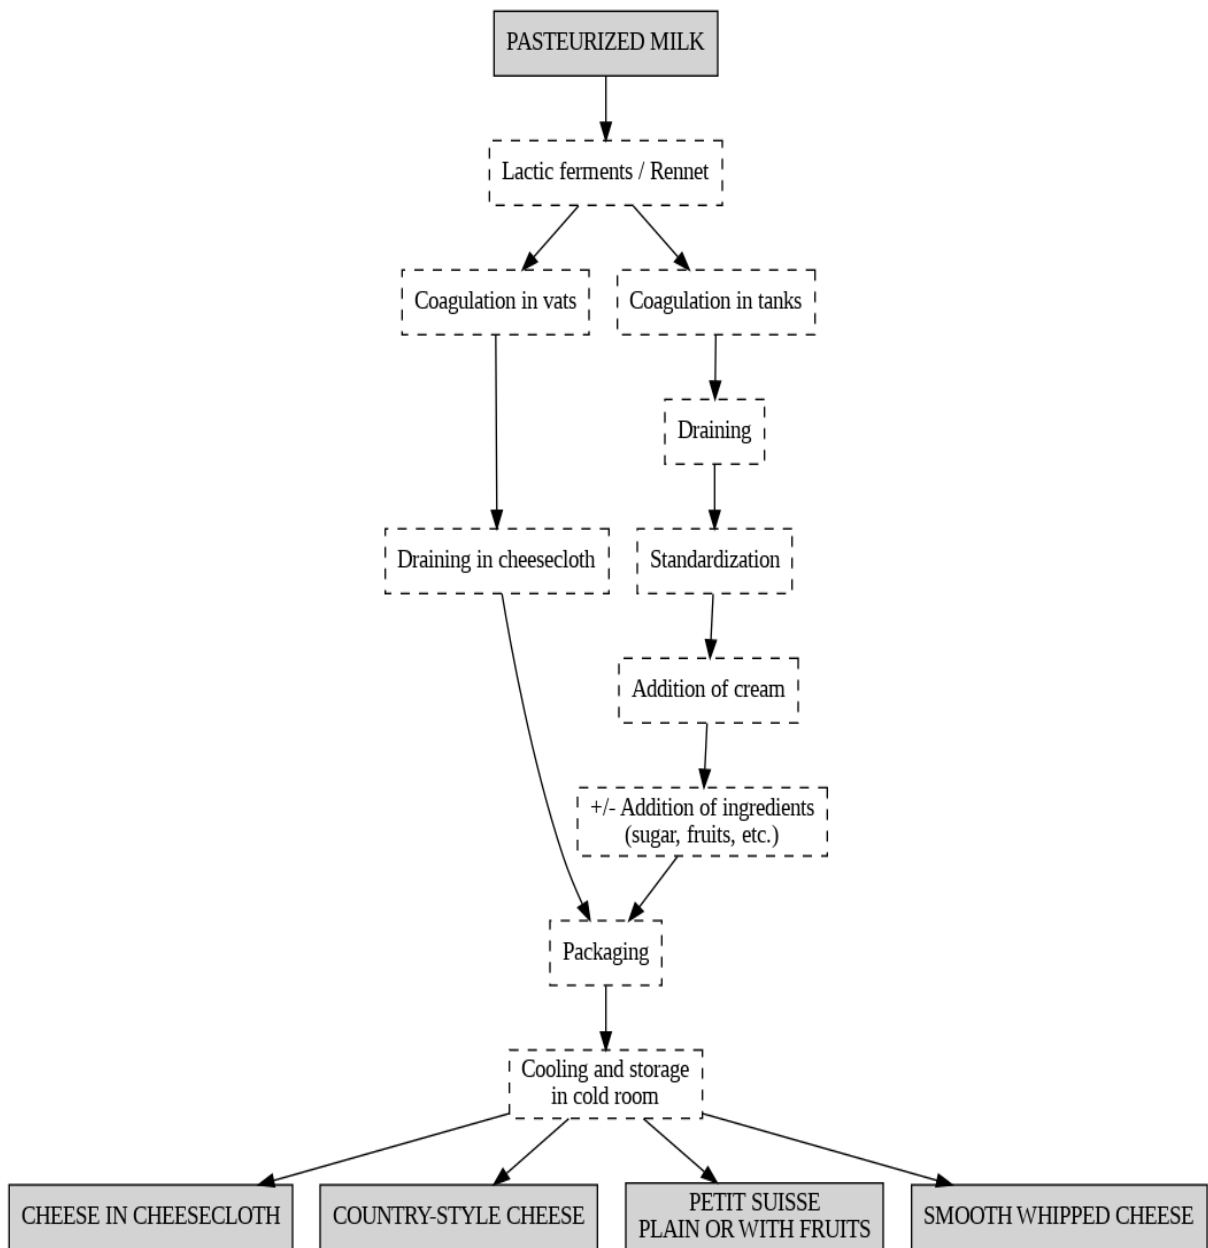 PASTEURIZED MILK
Lactic ferments / Rennet
Coagulation in vats
Coagulation in tanks
Draining
Draining in cheesecloth
Standardization
Addition of cream
+/- Addition of ingredients
(sugar, fruits, etc.)
Packaging
Cooling and storage
in cold room
CHEESE IN CHEESECLOTH
COUNTRY-STYLE CHEESE
PETIT SUISSE
PLAIN OR WITH FRUITS
SMOOTH WHIPPED CHEESE